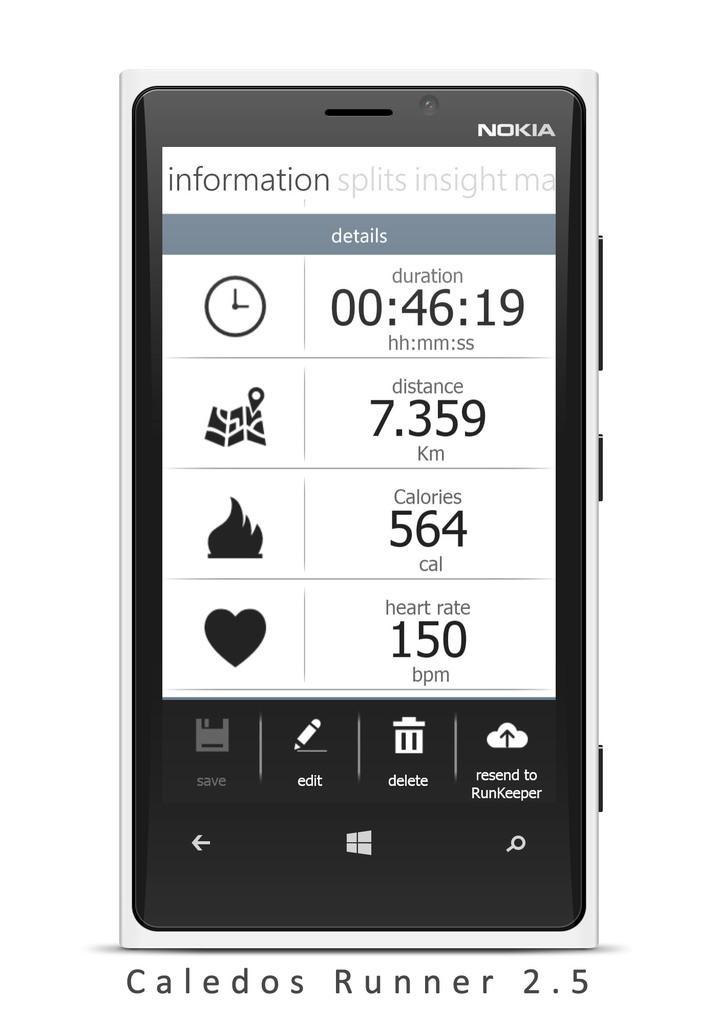 NOKIA
information splits insight ma
details
duration
00:46:19
hh:mm:ss
distance
7.359
Km
Calories
564
cal
heart rate
150
bpm
save edit delete resend to
RunKeeper
Caledos Runner 2.5